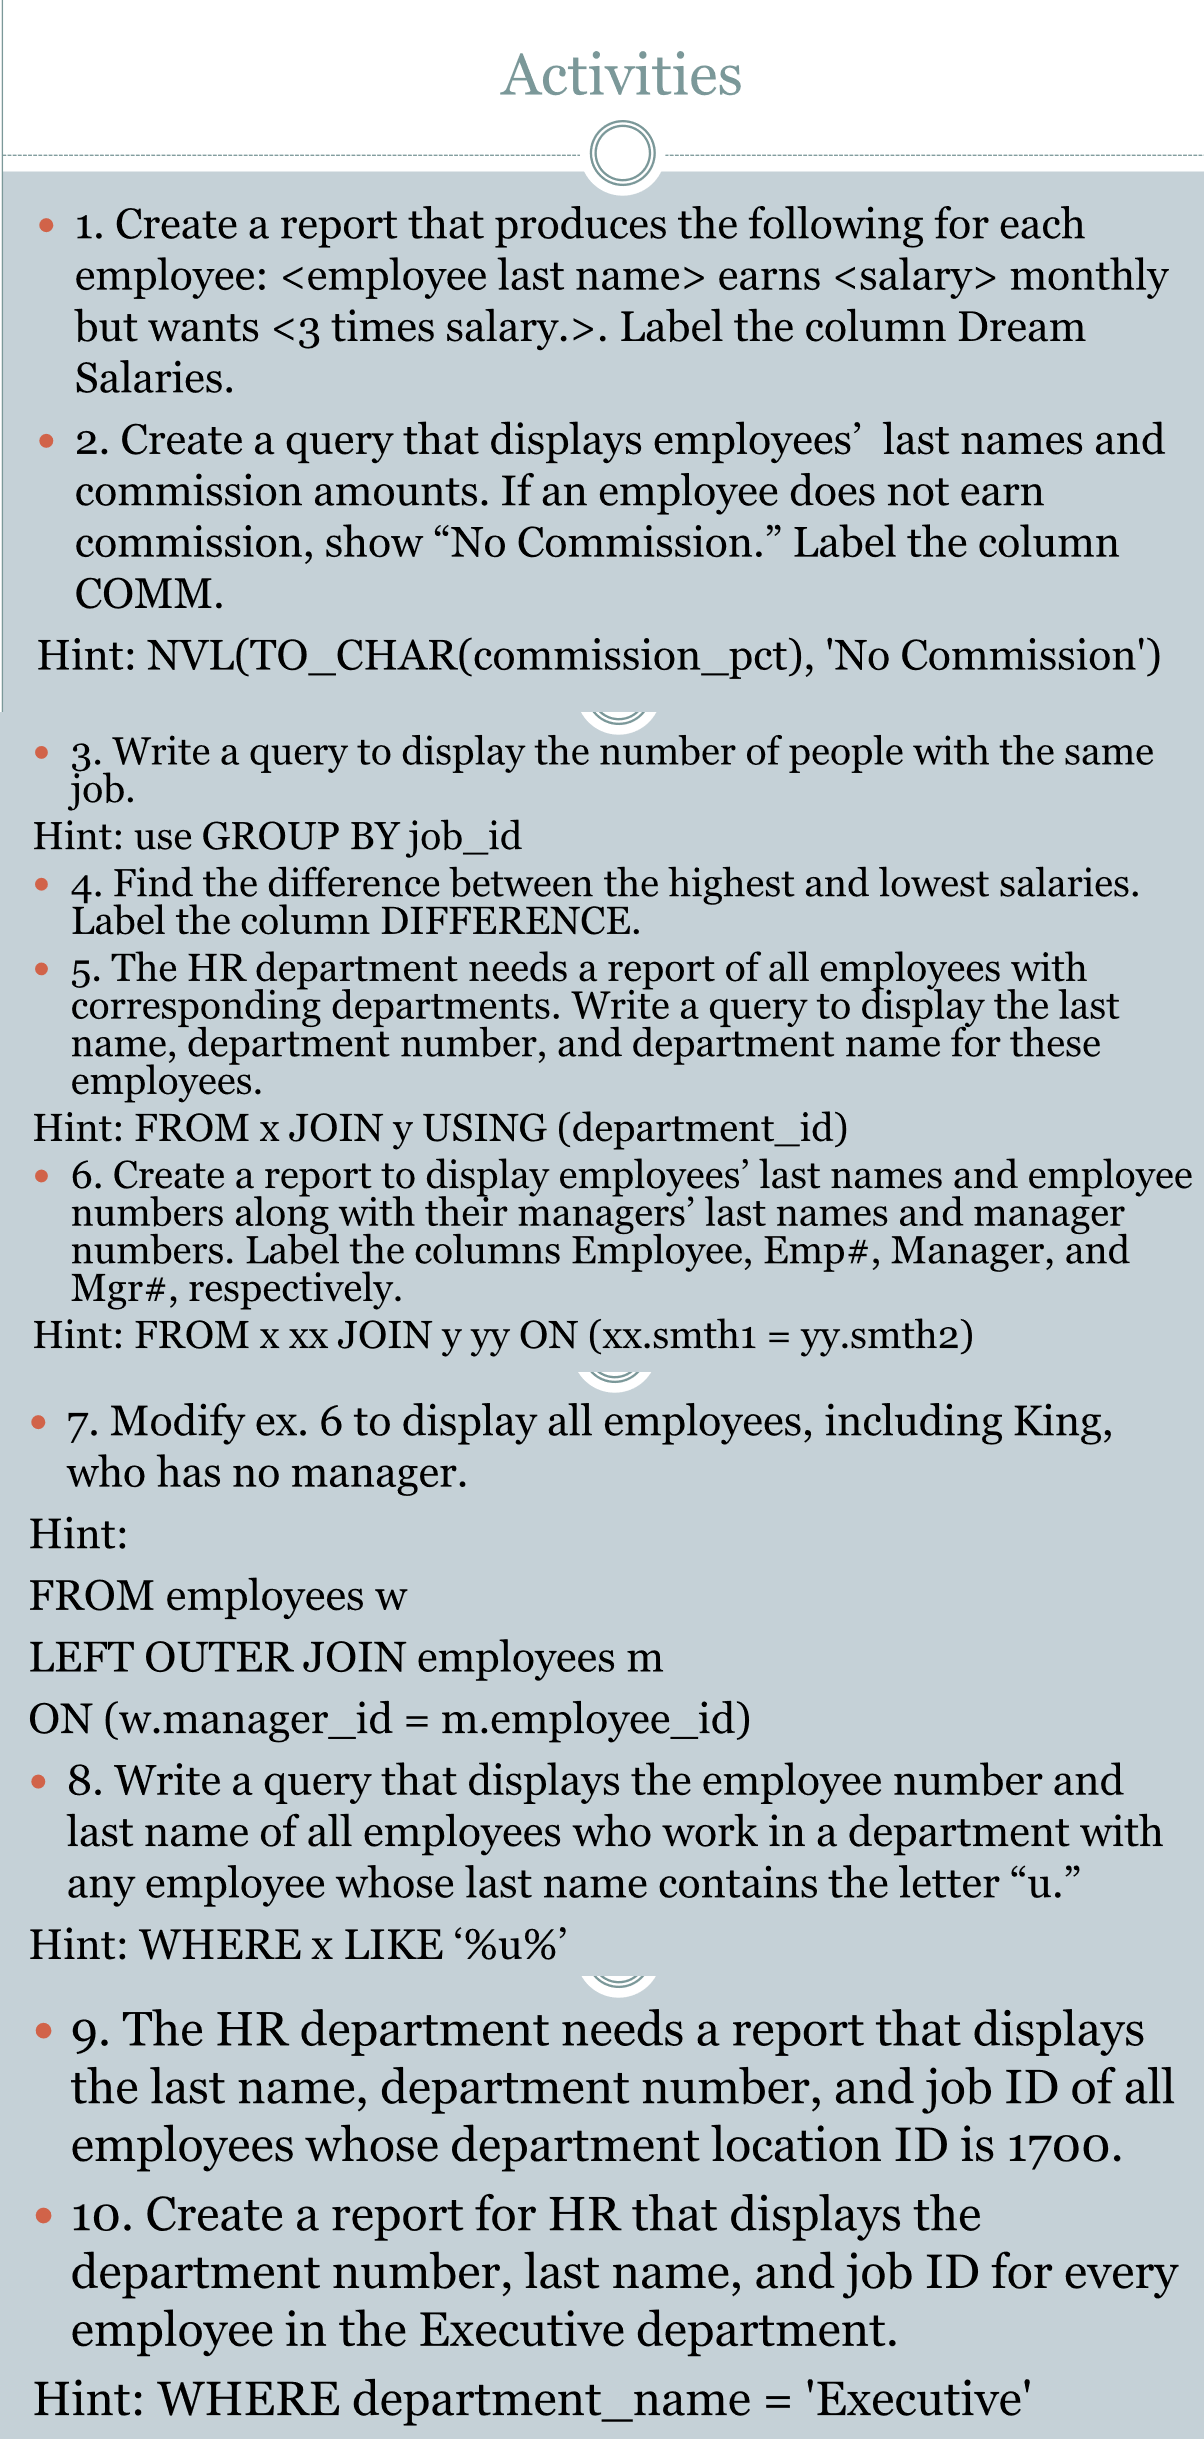 Activities
• 1. Create a report that produces the following for each
employee: <employee last name> earns <salary> monthly
but wants <3 times salary.>. Label the column Dream
Salaries.
• 2. Create a query that displays employees’  last names and
commission amounts. If an employee does not earn
commission, show “No Commission.” Label the column
COMM.
Hint: NVL(TO_CHAR(commission_pct), 'No Commission')
• 3. Write a query to display the number of people with the same
job.
Hint: use GROUP BY job_id
• 4. Find the difference between the highest and lowest salaries.
Label the column DIFFERENCE.
• 5. The HR department needs a report of all employees with
corresponding departments. Write a query to display the last
name, department number, and department name for these
employees.
Hint: FROM x JOIN y USING (department_id)
• 6. Create a report to display employees’ last names and employee
numbers along with their managers’ last names and manager
numbers. Label the columns Employee, Emp#, Manager, and
Mgr#, respectively.
Hint: FROM x xx JOIN y yy ON (xx.smth1 = yy.smth2)
• 7. Modify ex. 6 to display all employees, including King,
who has no manager.
Hint:
FROM employees w
LEFT OUTER JOIN employees m
ON (w.manager_id = m.employee_id)
• 8. Write a query that displays the employee number and
last name of all employees who work in a department with
any employee whose last name contains the letter “u.”
Hint: WHERE x LIKE ‘%u%’
• 9. The HR department needs a report that displays
the last name, department number, and job ID of all
employees whose department location ID is 1700.
• 10. Create a report for HR that displays the
department number, last name, and job ID for every
employee in the Executive department.
Hint: WHERE department_name = 'Executive'